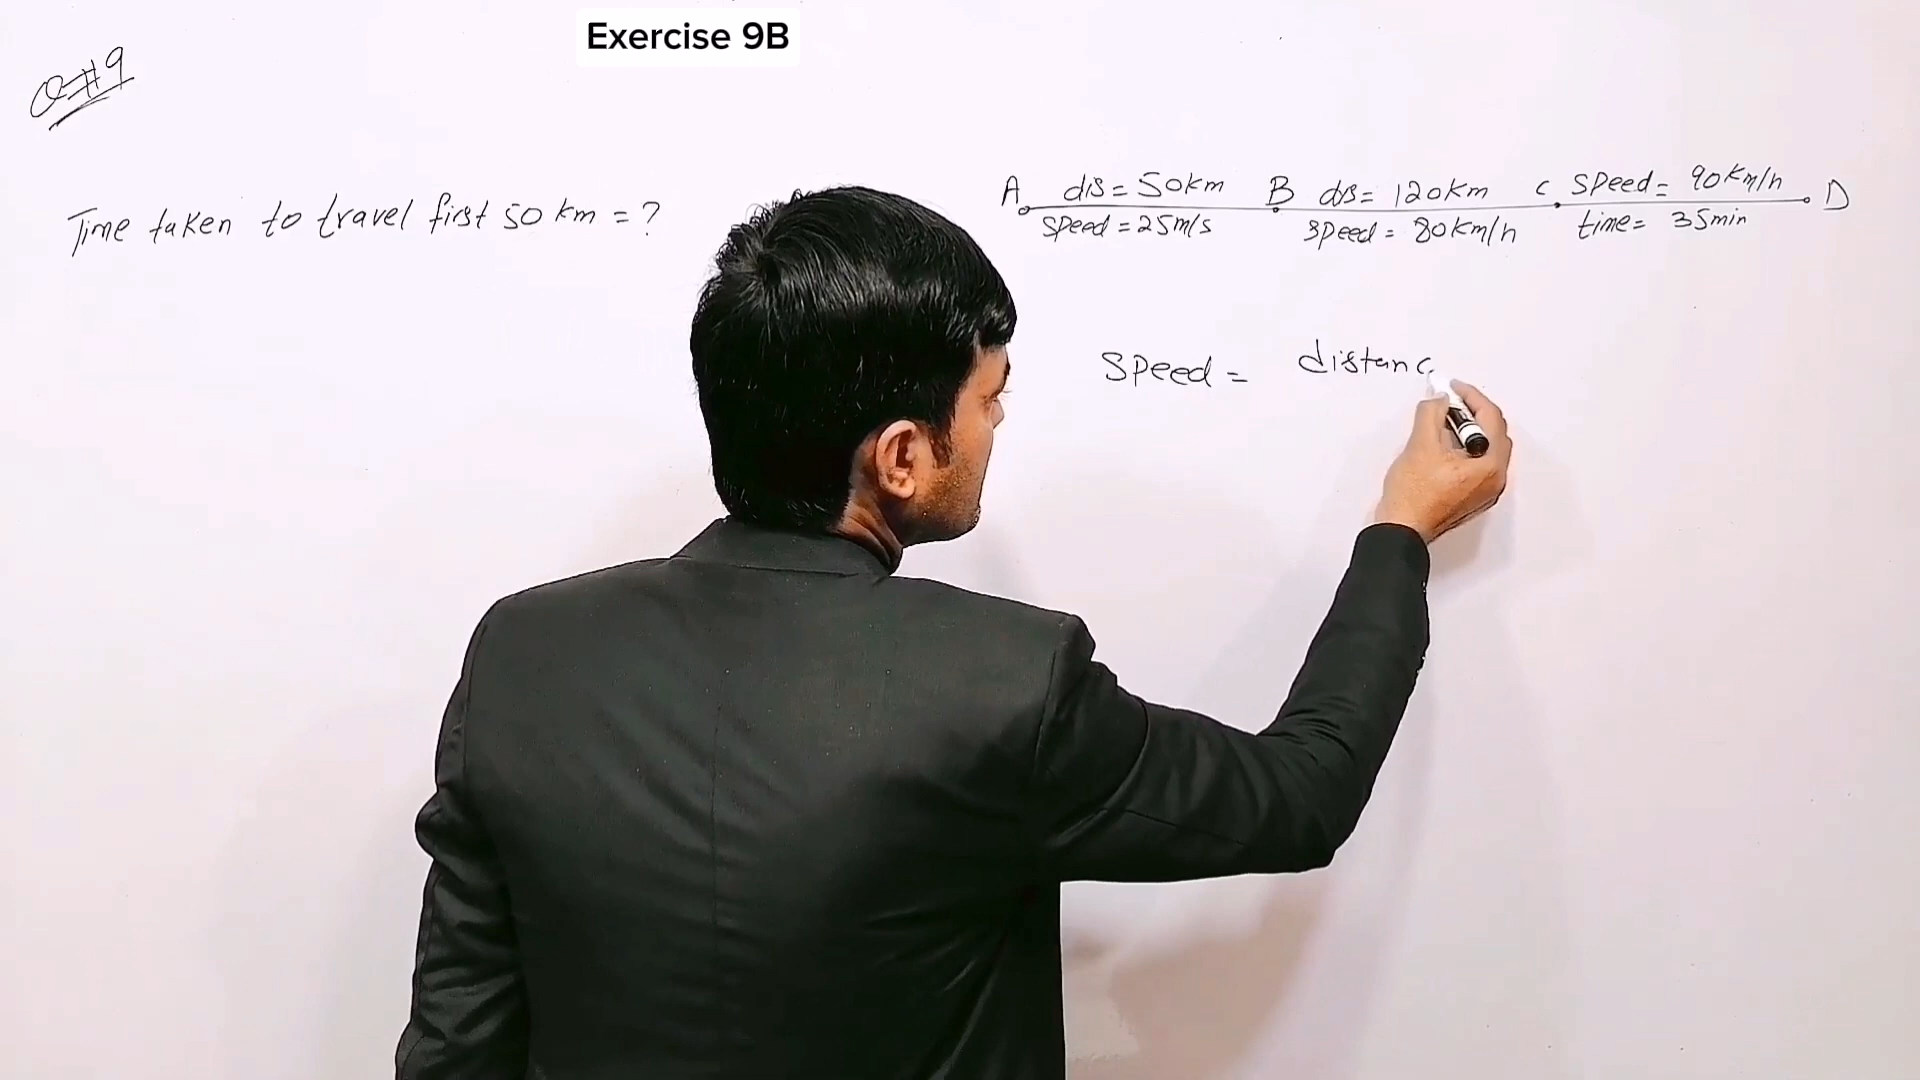 Exercise 9B
Q#9
Time taken to travel first 50 km = ?
A dis = 50km B dis = 120km C speed = 90km/h D
speed = 25m/s speed = 80km/h time = 35min
speed = distanc